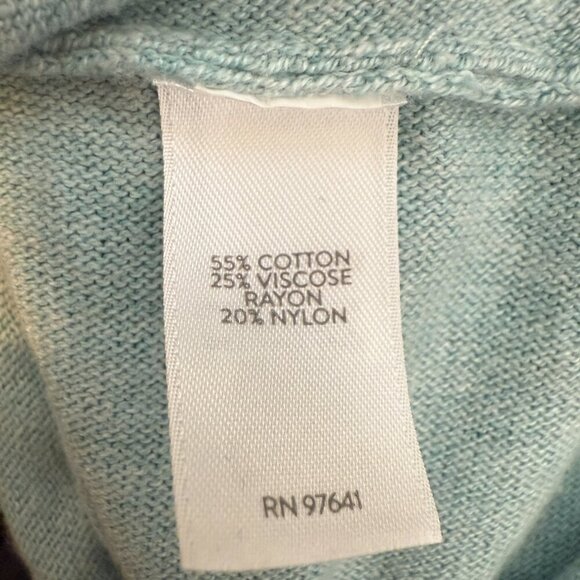 55% COTTON
25% VISCOSE
RAYON
20% NYLON
RN 97641